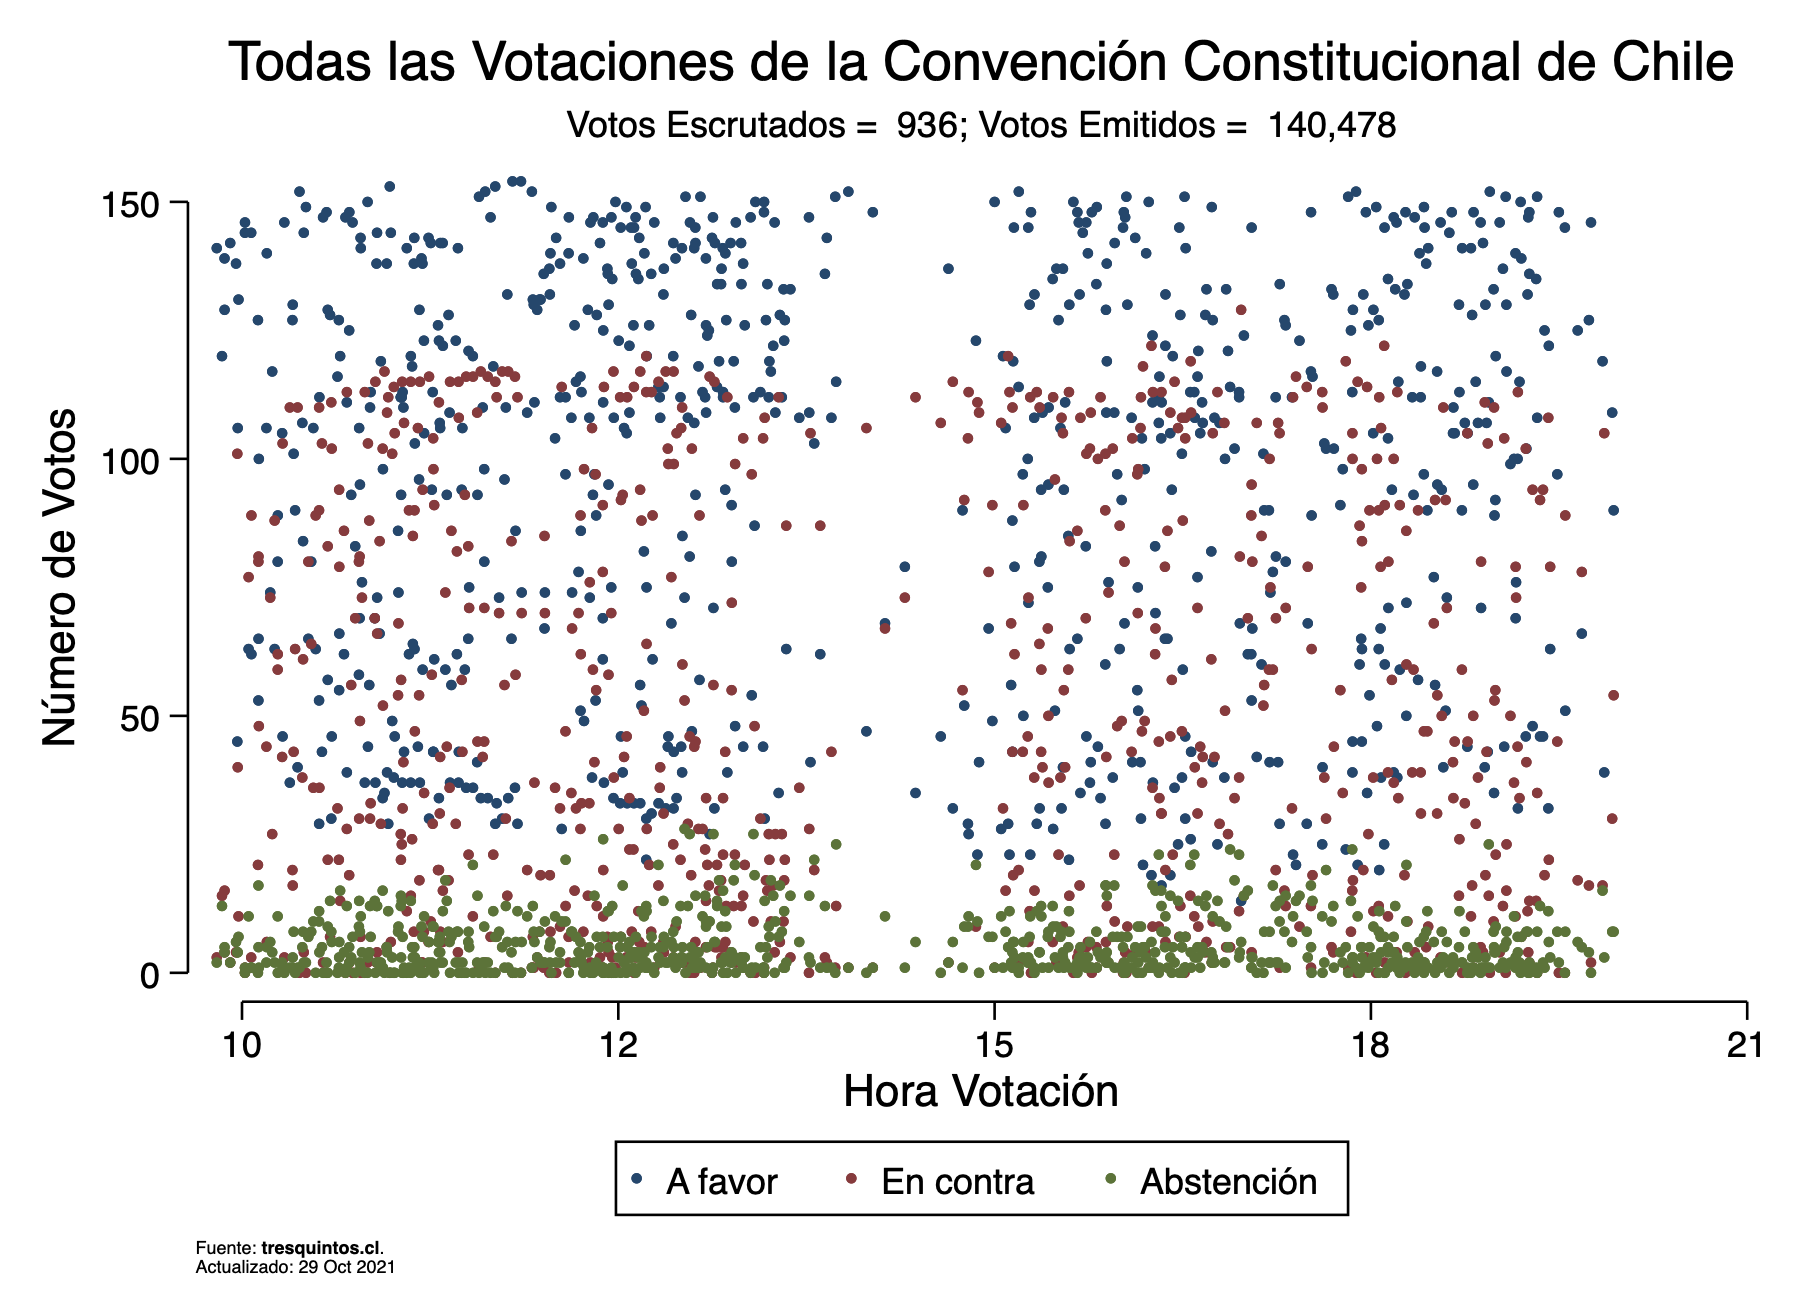 Todas las Votaciones de la Convención Constitucional de Chile
Votos Escrutados = 936; Votos Emitidos = 140,478
Número de Votos
150
100
50
0
10 12 15 18 21
Hora Votación
A favor En contra Abstención
Fuente: tresquintos.cl.
Actualizado: 29 Oct 2021